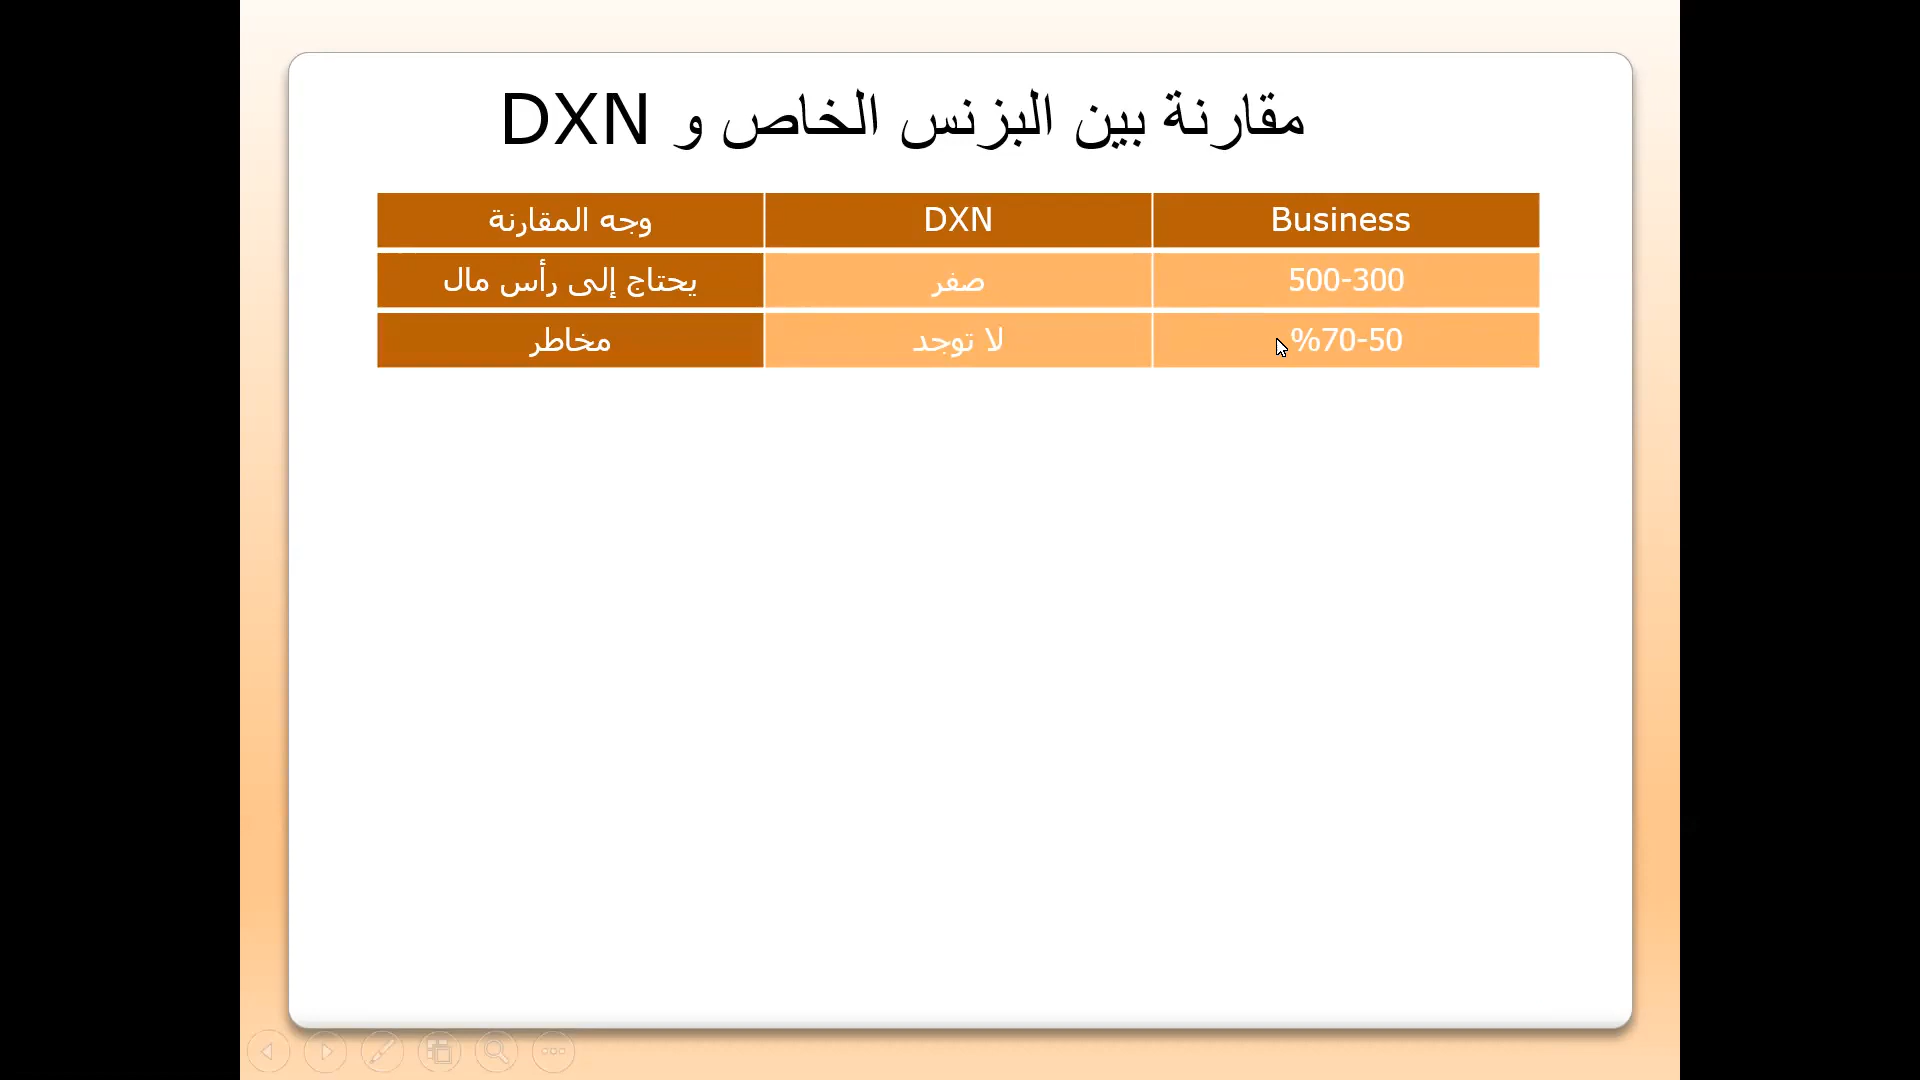 مقارنة بين البزنس الخاص و DXN
وجه المقارنة DXN Business
يحتاج إلى رأس مال صفر 500-300
مخاطر لا توجد %70-50